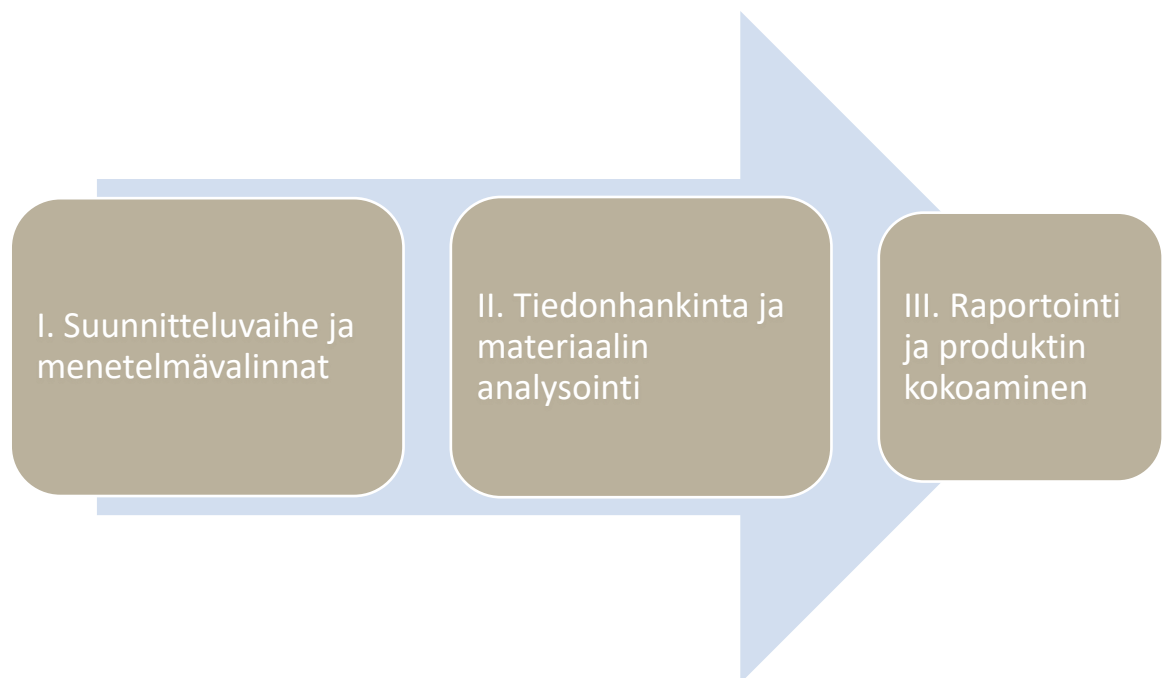 I. Suunnitteluvaihe ja
menetelmävalinnat
II. Tiedonhankinta ja
materiaalin
analysointi
III. Raportointi
ja produktin
kokoaminen